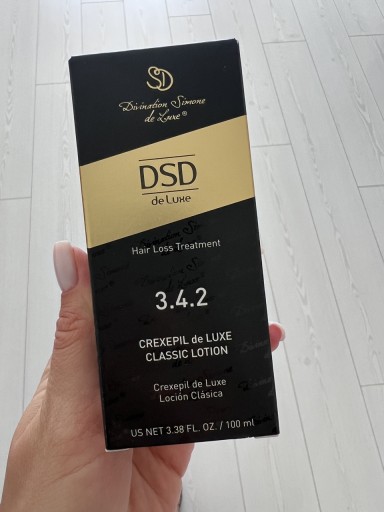 SD
Divination Simone
de Luxe®
DSD
de Luxe
Hair Loss Treatment
3.4.2
CREXEPIL de LUXE
CLASSIC LOTION
Crexepil de Luxe
Loción Clásica
US NET 3.38 FL. OZ. / 100 ml